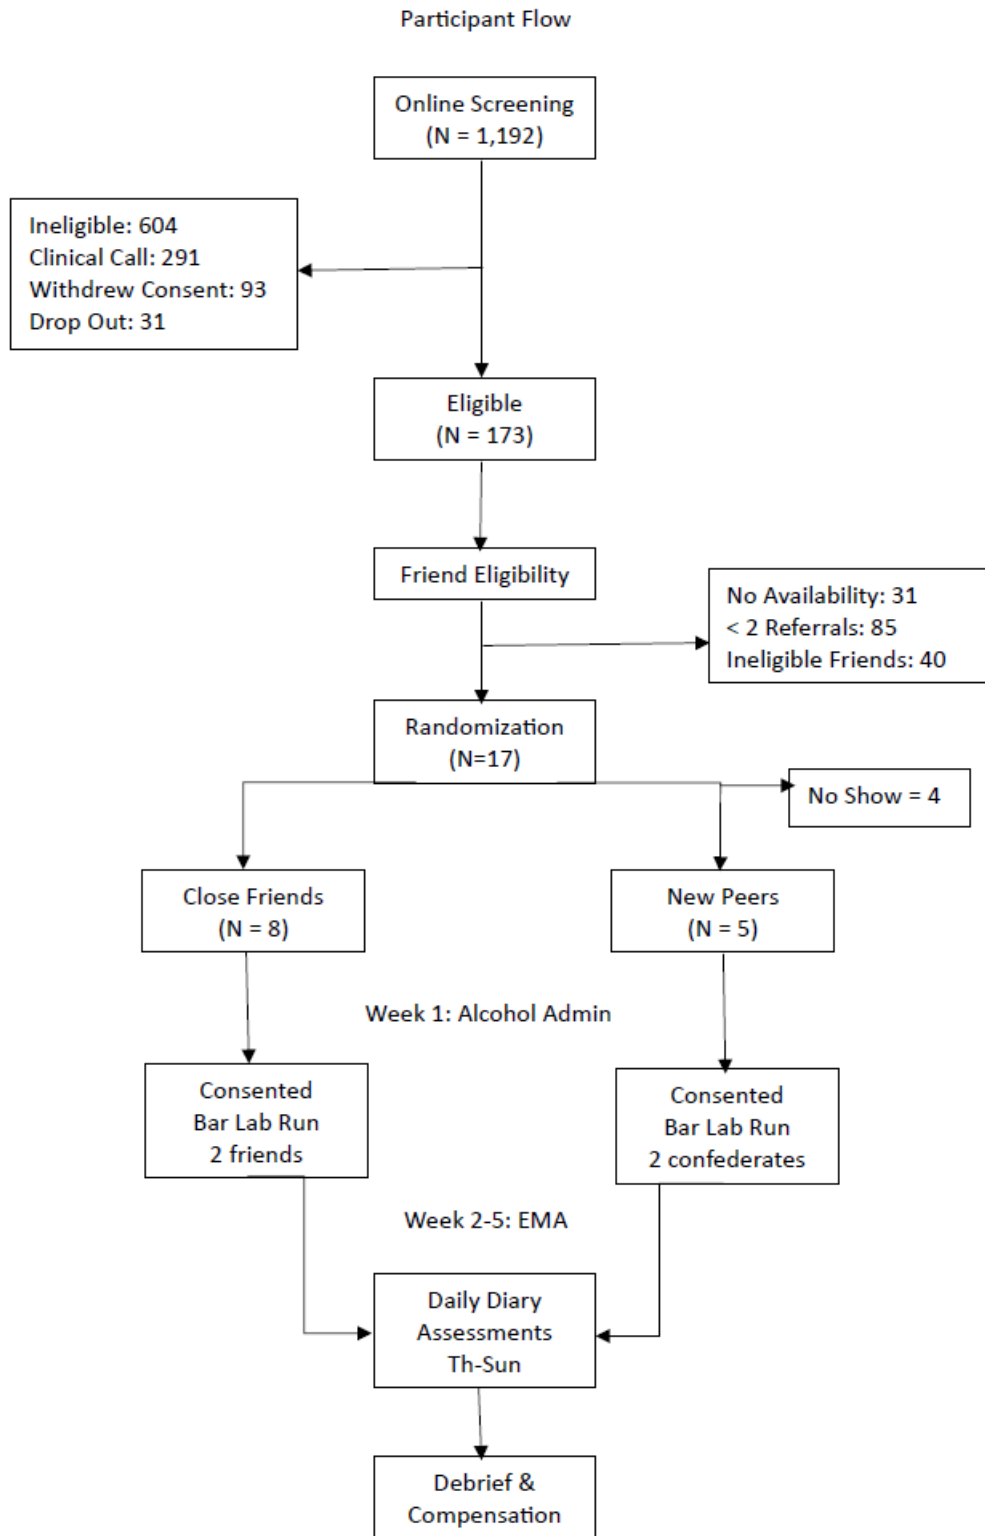 Participant Flow
Online Screening
(N = 1,192)
Ineligible: 604
Clinical Call: 291
Withdrew Consent: 93
Drop Out: 31
Eligible
(N = 173)
Friend Eligibility
No Availability: 31
< 2 Referrals: 85
Ineligible Friends: 40
Randomization
(N=17)
No Show = 4
Close Friends
(N = 8)
New Peers
(N = 5)
Week 1: Alcohol Admin
Consented
Bar Lab Run
2 friends
Consented
Bar Lab Run
2 confederates
Week 2-5: EMA
Daily Diary
Assessments
Th-Sun
Debrief &
Compensation